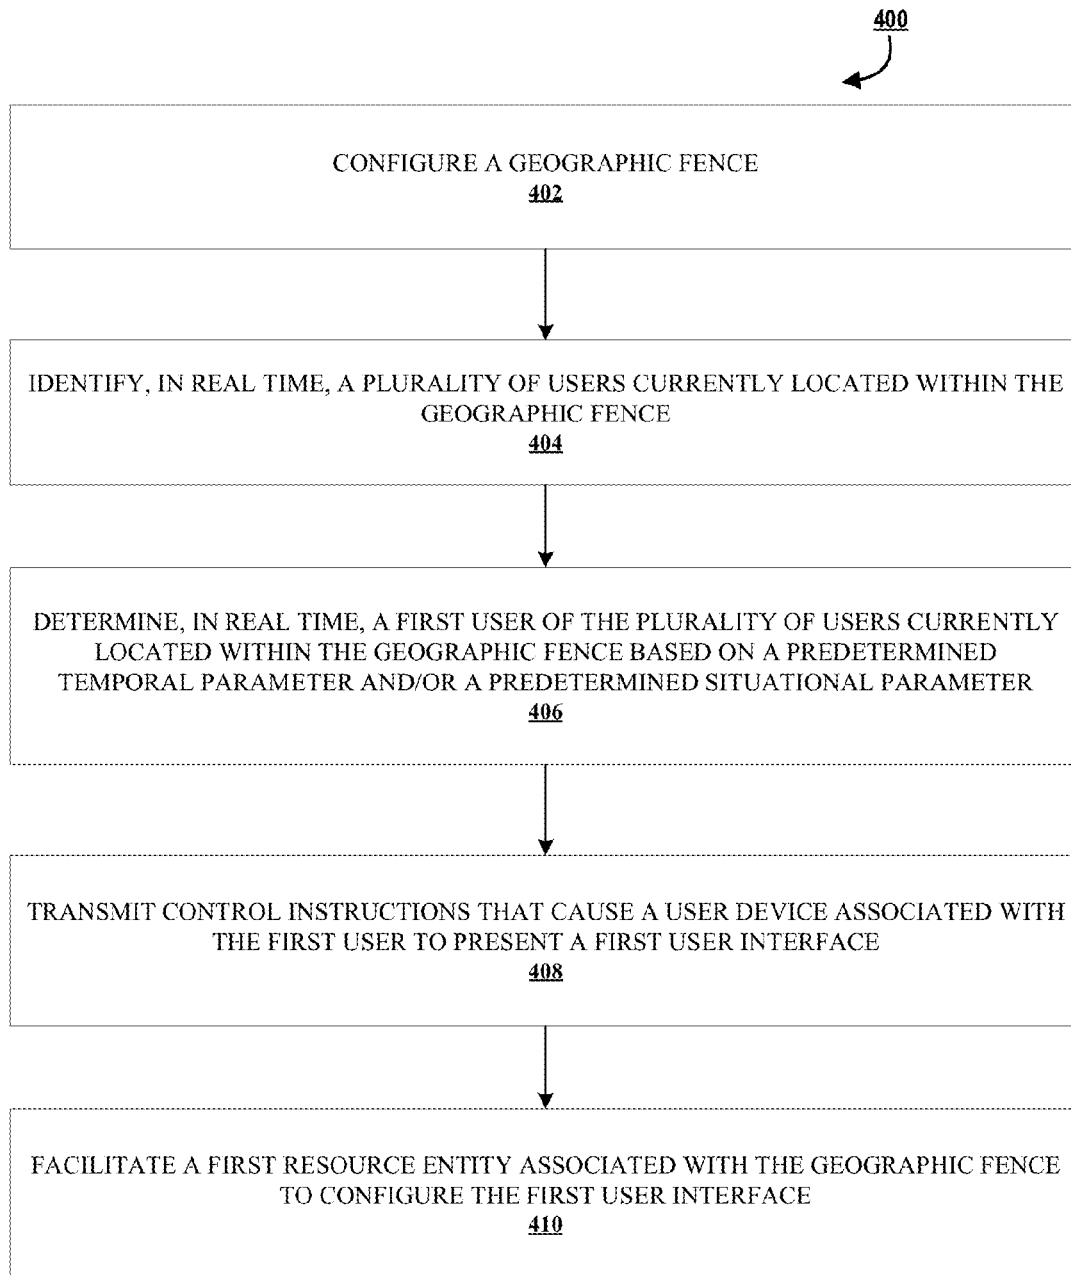 400
CONFIGURE A GEOGRAPHIC FENCE
402
IDENTIFY, IN REAL TIME, A PLURALITY OF USERS CURRENTLY LOCATED WITHIN THE
GEOGRAPHIC FENCE
404
DETERMINE, IN REAL TIME, A FIRST USER OF THE PLURALITY OF USERS CURRENTLY
LOCATED WITHIN THE GEOGRAPHIC FENCE BASED ON A PREDETERMINED
TEMPORAL PARAMETER AND/OR A PREDETERMINED SITUATIONAL PARAMETER
406
TRANSMIT CONTROL INSTRUCTIONS THAT CAUSE A USER DEVICE ASSOCIATED WITH
THE FIRST USER TO PRESENT A FIRST USER INTERFACE
408
FACILITATE A FIRST RESOURCE ENTITY ASSOCIATED WITH THE GEOGRAPHIC FENCE
TO CONFIGURE THE FIRST USER INTERFACE
410